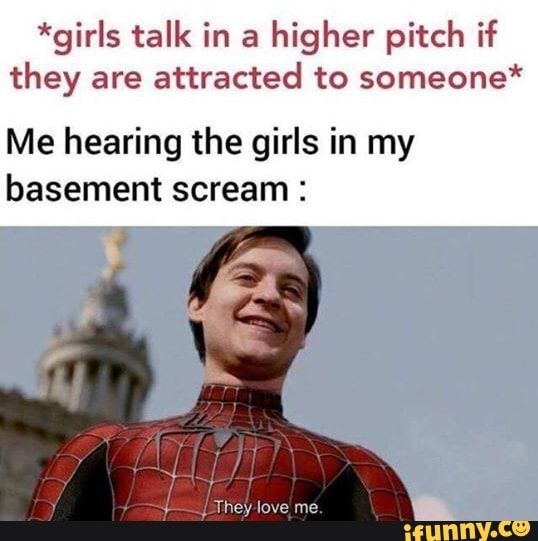 *girls talk in a higher pitch if
they are attracted to someone*
Me hearing the girls in my
basement scream :
They love me.
ifunny.co